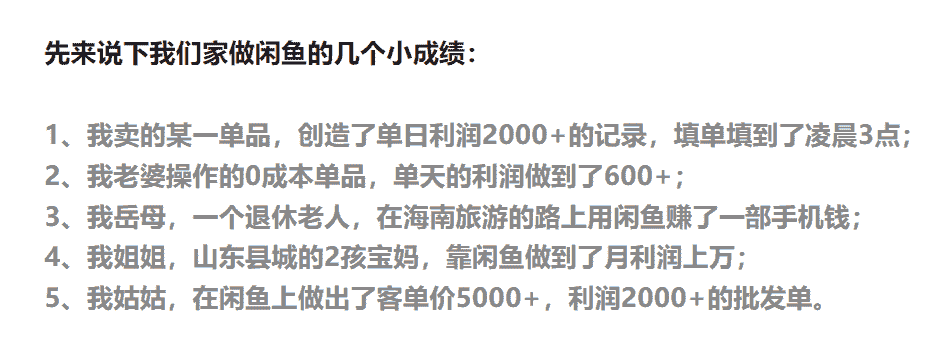 先来说下我们家做闲鱼的几个小成绩：
1、我卖的某一单品，创造了单日利润2000+的记录，填单填到了凌晨3点；
2、我老婆操作的0成本单品，单天的利润做到了600+；
3、我岳母，一个退休老人，在海南旅游的路上用闲鱼赚了一部手机钱；
4、我姐姐，山东县城的2孩宝妈，靠闲鱼做到了月利润上万；
5、我姑姑，在闲鱼上做出了客单价5000+，利润2000+的批发单。